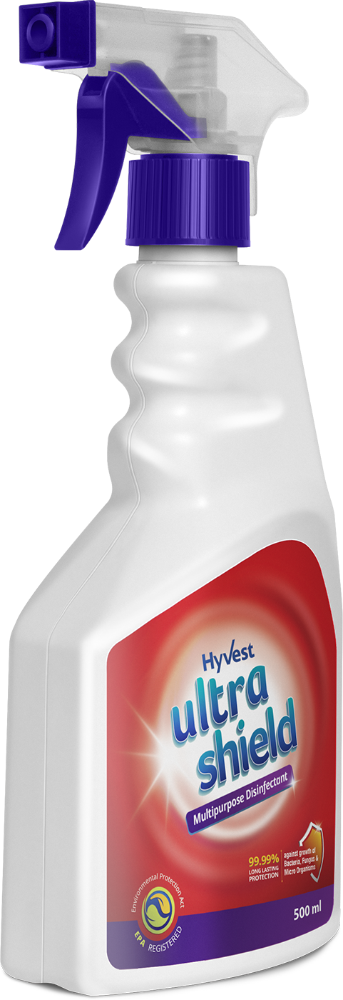 HyVest
ultra
shield
Multipurpose Disinfectant
99.99%
LONG LASTING
PROTECTION
against growth of
Bacteria, Fungus &
Micro Organisms
Environmental Protection Act
EPA REGISTERED
500 ml